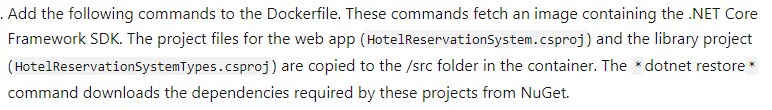 . Add the following commands to the Dockerfile. These commands fetch an image containing the .NET Core
Framework SDK. The project files for the web app (HotelReservationSystem.csproj) and the library project
(HotelReservationSystemTypes.csproj) are copied to the /src folder in the container. The *dotnet restore*
command downloads the dependencies required by these projects from NuGet.